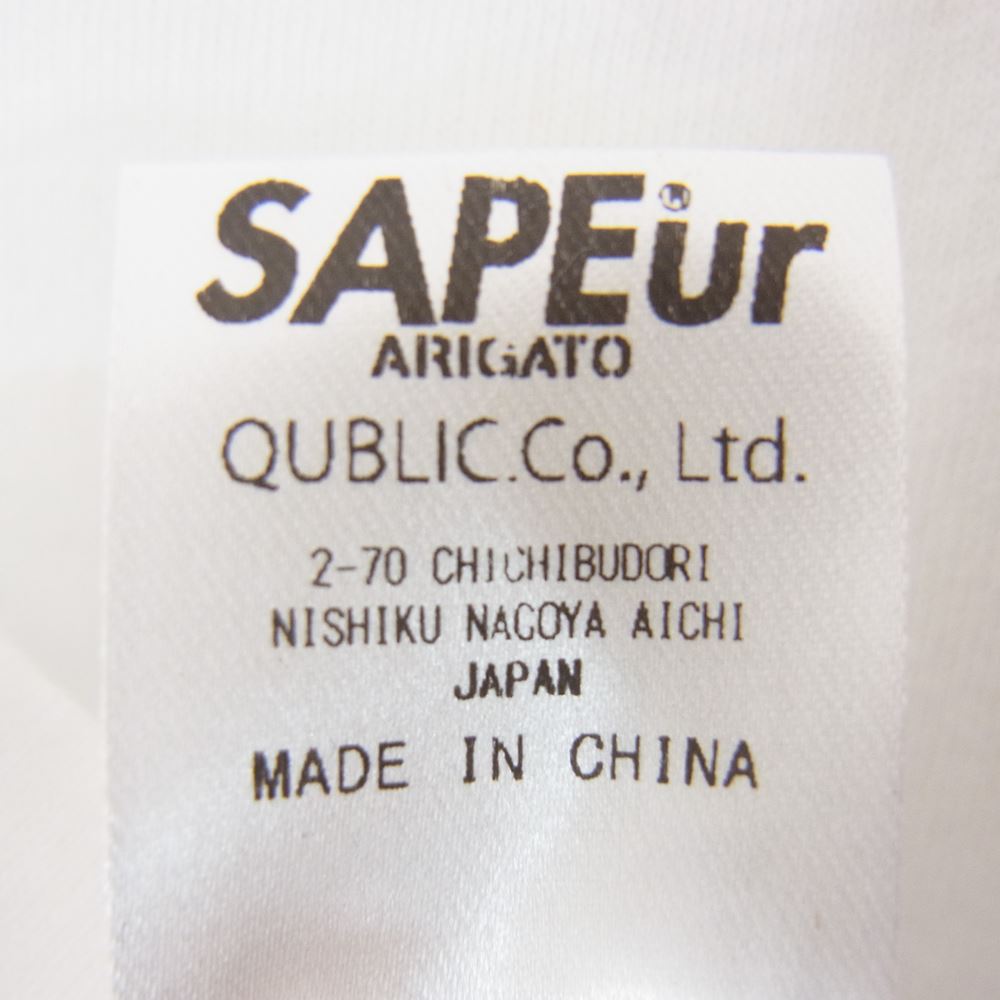 SAPEur
ARIGATO
QUBLIC.Co., Ltd.
2-70 CHICHIBUDORI
NISHIKU NAGOYA AICHI
JAPAN
MADE IN CHINA